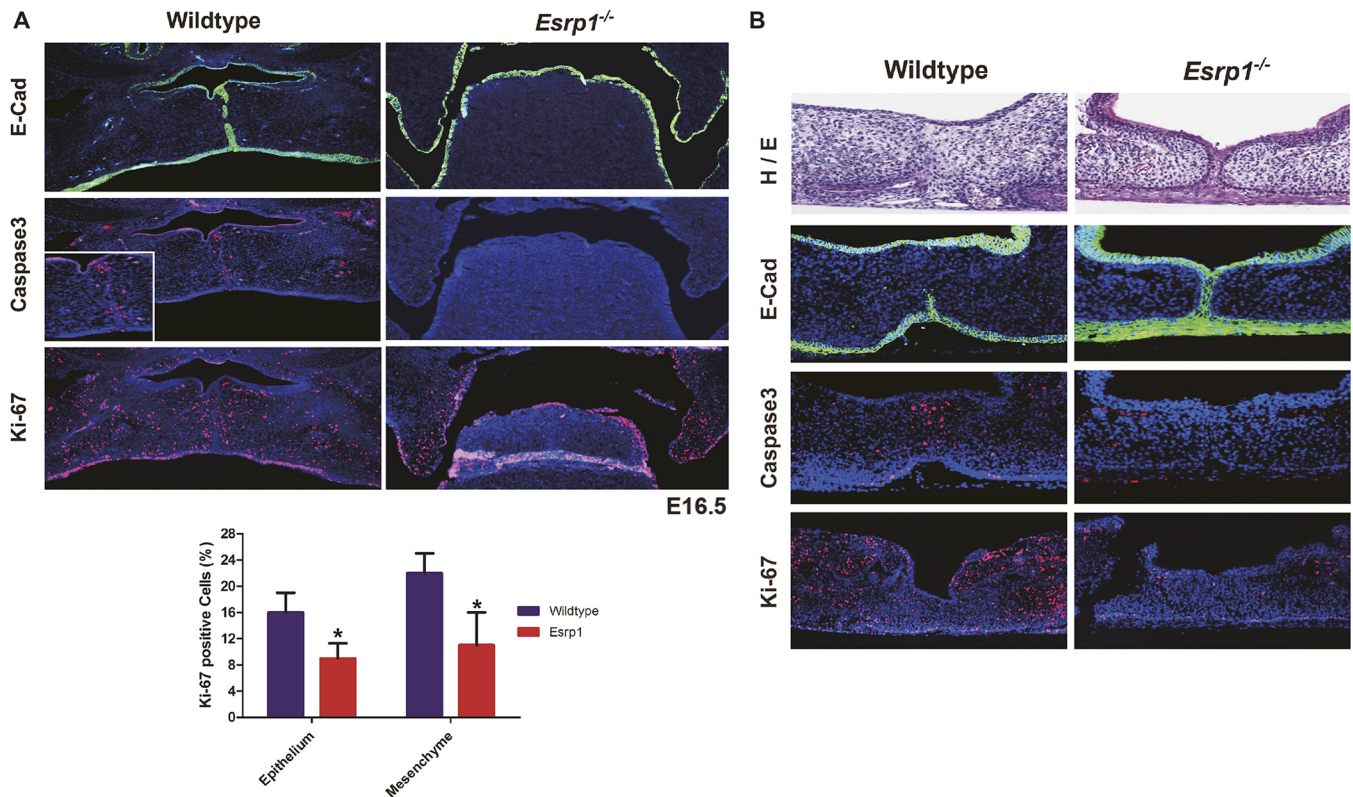 A
Wildtype
Esrp1-/-
E-Cad
Caspase3
Ki-67
E16.5
Ki-67 positive Cells (%)
28
24
20
16
12
8
4
0
*
*
Epithelium
Mesenchyme
Wildtype
Esrp1
B
Wildtype
Esrp1-/-
H / E
E-Cad
Caspase3
Ki-67